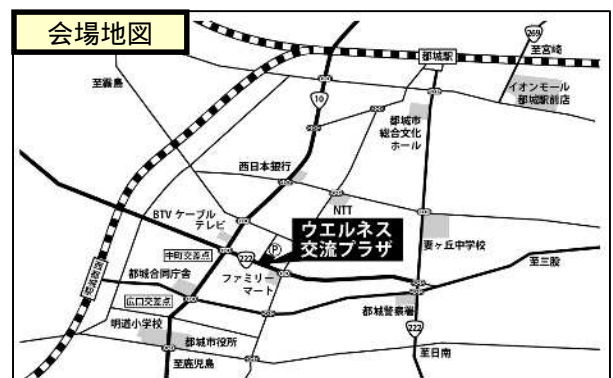 会場地図
269
至宮崎
都城駅
イオンモール
都城駅前店
至霧島
10
都城市
総合文化
ホール
西日本銀行
NTT
BTV ケーブル
テレビ
ウエルネス
交流プラザ
P
妻ヶ丘中学校
中町交差点
222
至三股
西都城駅
都城合同庁舎
ファミリー
マート
広口交差点
都城警察署
明道小学校
222
都城市役所
至鹿児島
至日南